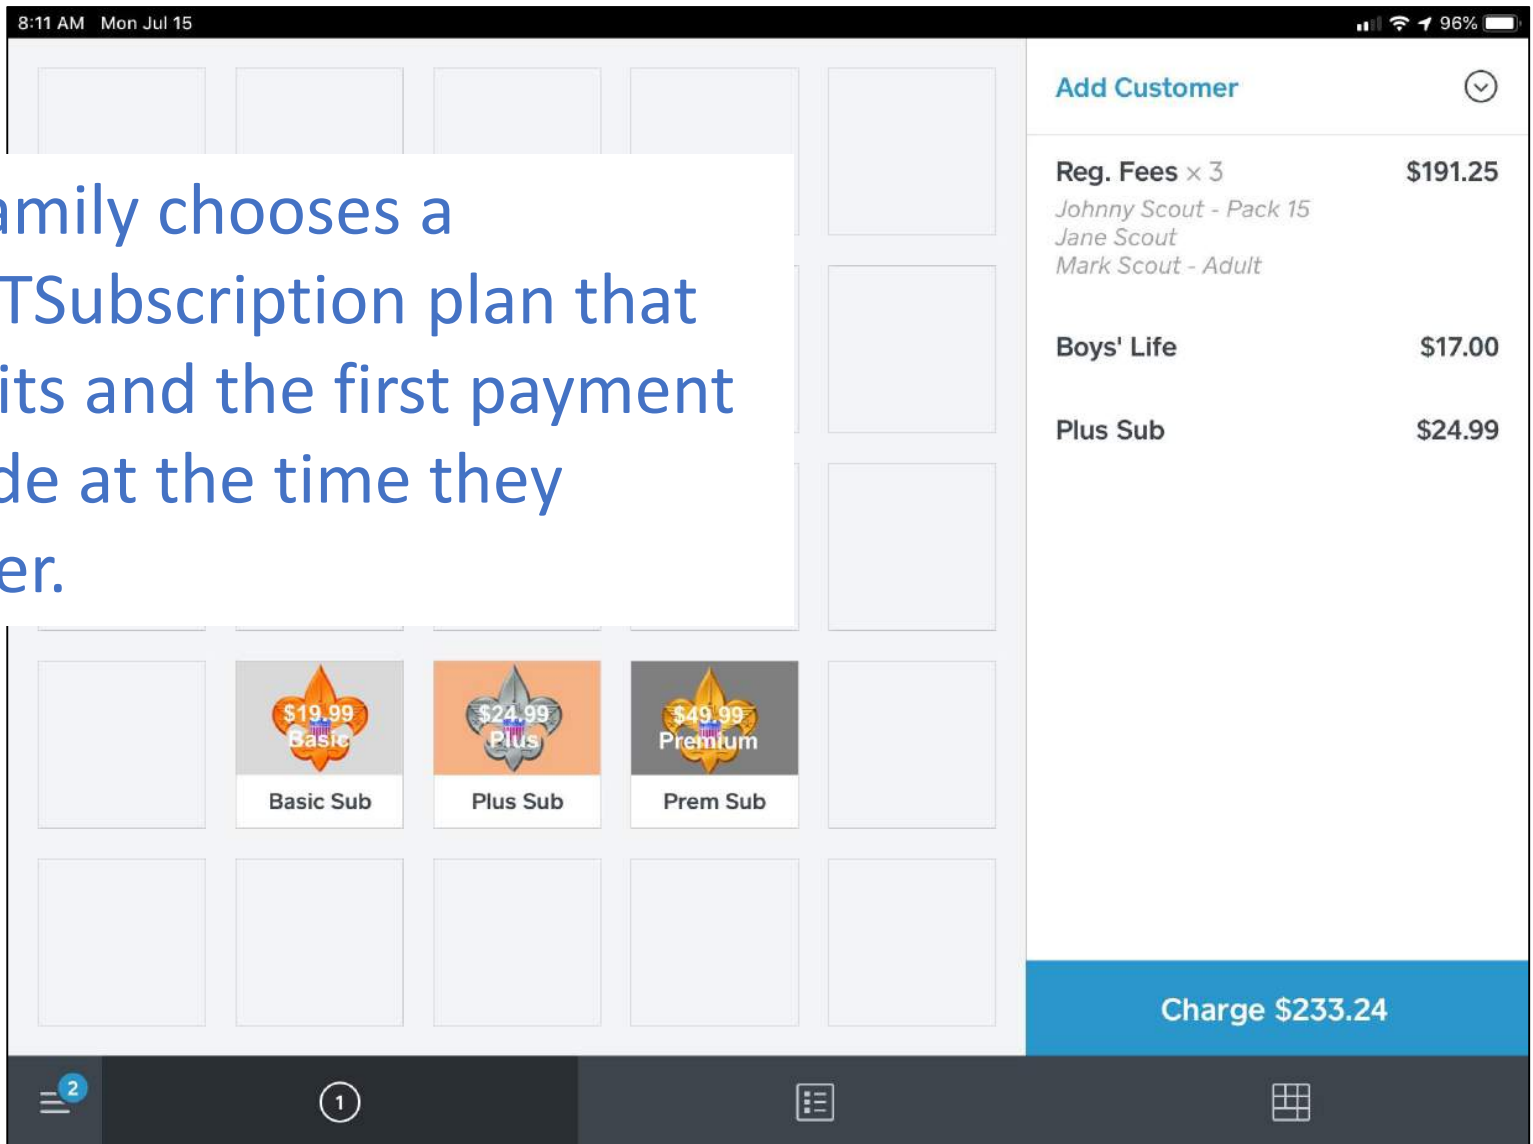 8:11 AM Mon Jul 15
96%
amily chooses a
TSubscription plan that
its and the first payment
de at the time they
er.
$19.99
Basic
Basic Sub
$24.99
Plus
Plus Sub
$49.99
Premium
Prem Sub
Add Customer
Reg. Fees × 3 $191.25
Johnny Scout - Pack 15
Jane Scout
Mark Scout - Adult
Boys' Life $17.00
Plus Sub $24.99
Charge $233.24
2
1